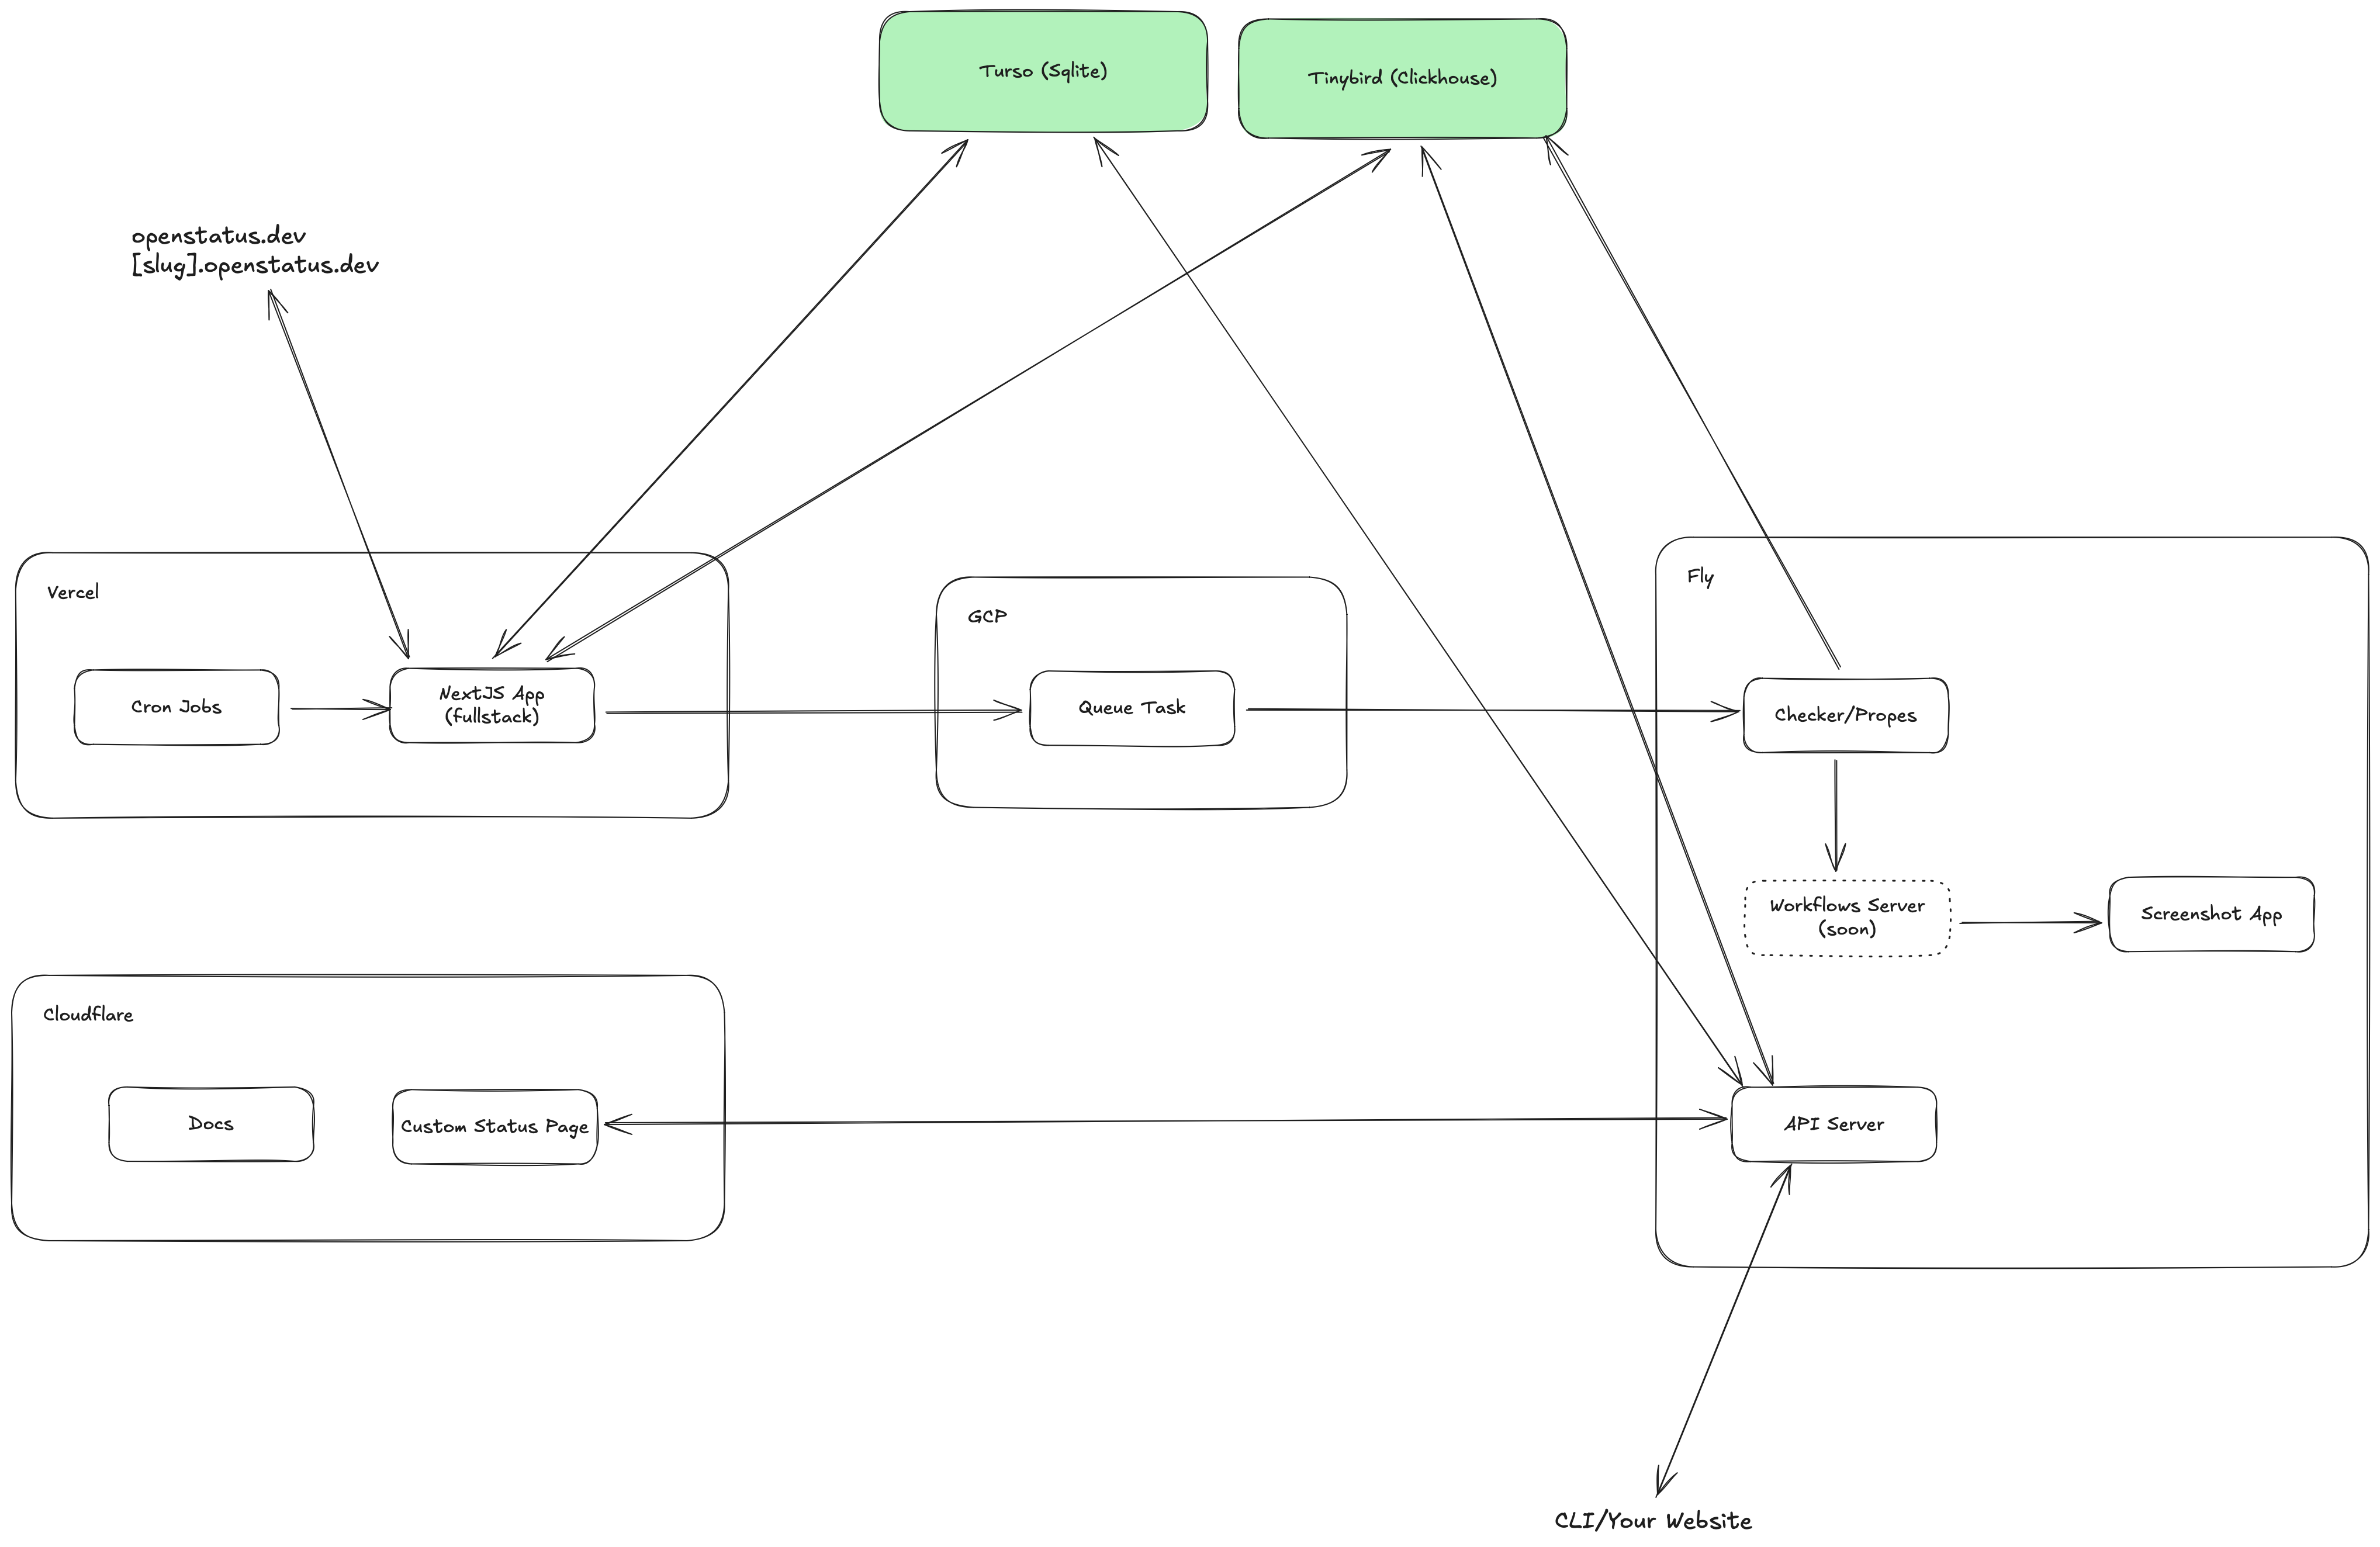 Turso (Sqlite)
Tinybird (Clickhouse)
openstatus.dev
[slug].openstatus.dev
Vercel
Cron Jobs
NextJS App
(fullstack)
GCP
Queue Task
Fly
Checker/Propes
Workflows Server
(soon)
Screenshot App
API Server
Cloudflare
Docs
Custom Status Page
CLI/Your Website